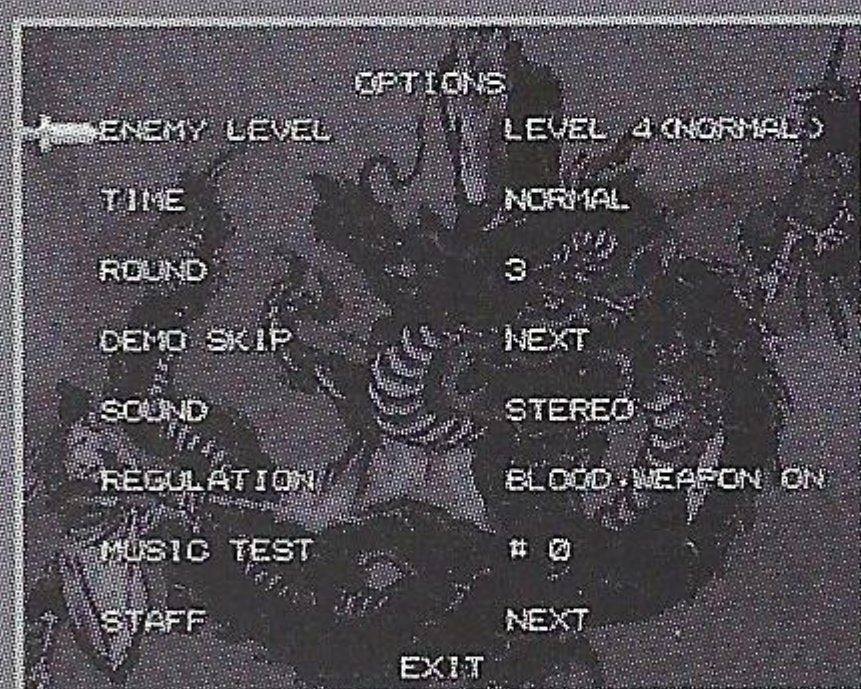 OPTIONS
ENEMY LEVEL LEVEL 4(NORMAL)
TIME NORMAL
ROUND 3
DEMO SKIP NEXT
SOUND STEREO
REGULATION BLOOD·WEAPON ON
MUSIC TEST # 0
STAFF NEXT
EXIT